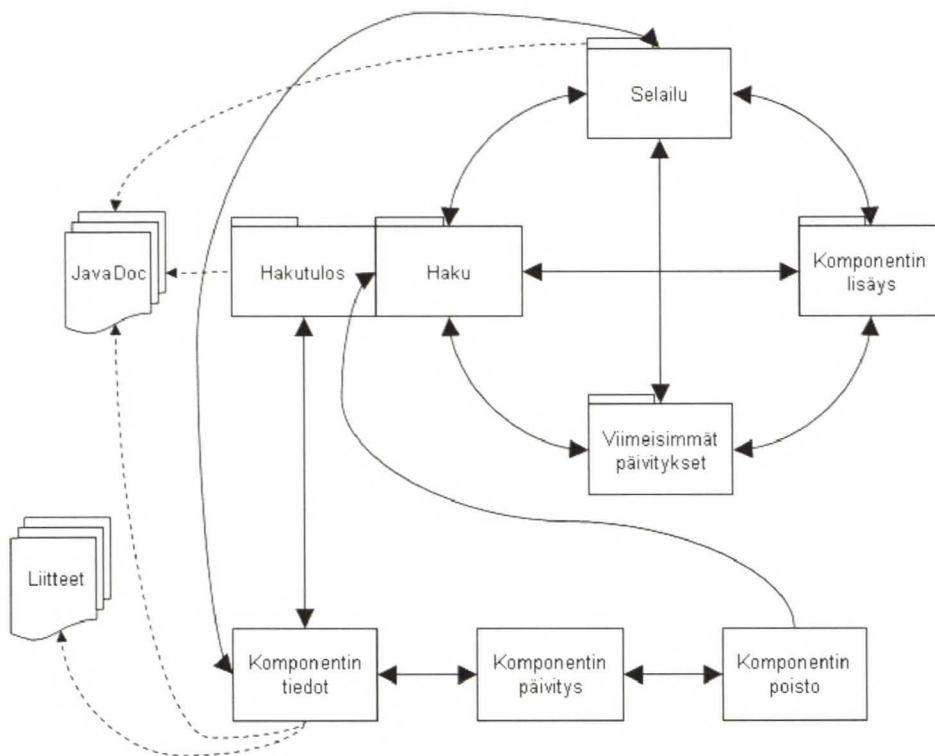 Selailu
JavaDoc
Hakutulos
Haku
Komponentin
lisäys
Viimeisimmät
päivitykset
Liitteet
Komponentin
tiedot
Komponentin
päivitys
Komponentin
poisto